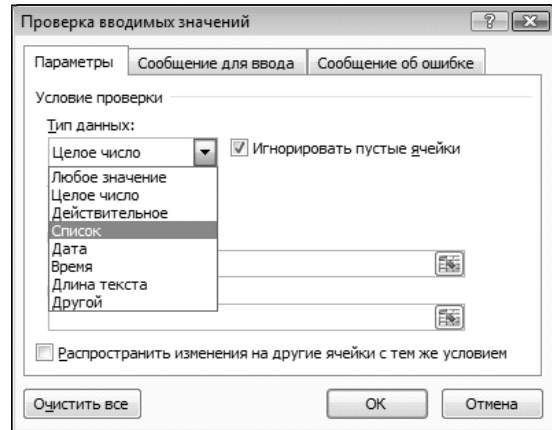 Проверка вводимых значений
Параметры Сообщение для ввода Сообщение об ошибке
Условие проверки
Тип данных:
Целое число Игнорировать пустые ячейки
Любое значение
Целое число
Действительное
Список
Дата
Время
Длина текста
Другой
Распространить изменения на другие ячейки с тем же условием
Очистить все ОК Отмена